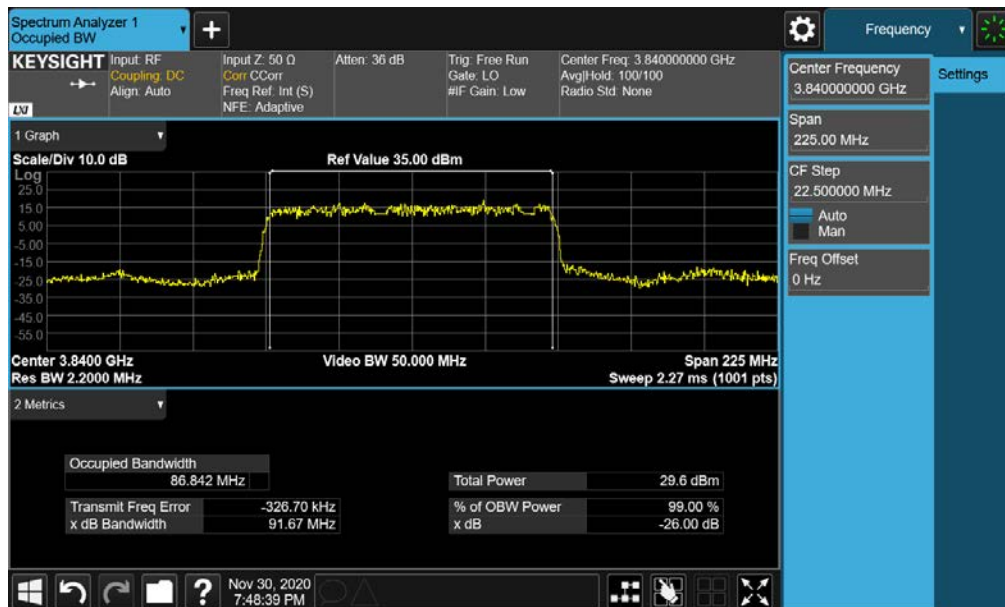 Spectrum Analyzer 1
Occupied BW
+
Frequency
KEYSIGHT
LXI
Input: RF
Coupling: DC
Align: Auto
Input Z: 50 Ω
Corr CCorr
Freq Ref: Int (S)
NFE: Adaptive
Atten: 36 dB
Trig: Free Run
Gate: LO
#IF Gain: Low
Center Freq: 3.840000000 GHz
Avg|Hold: 100/100
Radio Std: None
Center Frequency
3.840000000 GHz
Settings
Span
225.00 MHz
CF Step
22.500000 MHz
Auto
Man
Freq Offset
0 Hz
1 Graph
Scale/Div 10.0 dB
Ref Value 35.00 dBm
Log
25.0
15.0
5.00
-5.00
-15.0
-25.0
-35.0
-45.0
-55.0
Center 3.8400 GHz
Video BW 50.000 MHz
Span 225 MHz
Res BW 2.2000 MHz
Sweep 2.27 ms (1001 pts)
2 Metrics
Occupied Bandwidth
86.842 MHz
Total Power 29.6 dBm
Transmit Freq Error -326.70 kHz
% of OBW Power 99.00 %
x dB Bandwidth 91.67 MHz
x dB -26.00 dB
?
Nov 30, 2020
7:48:39 PM